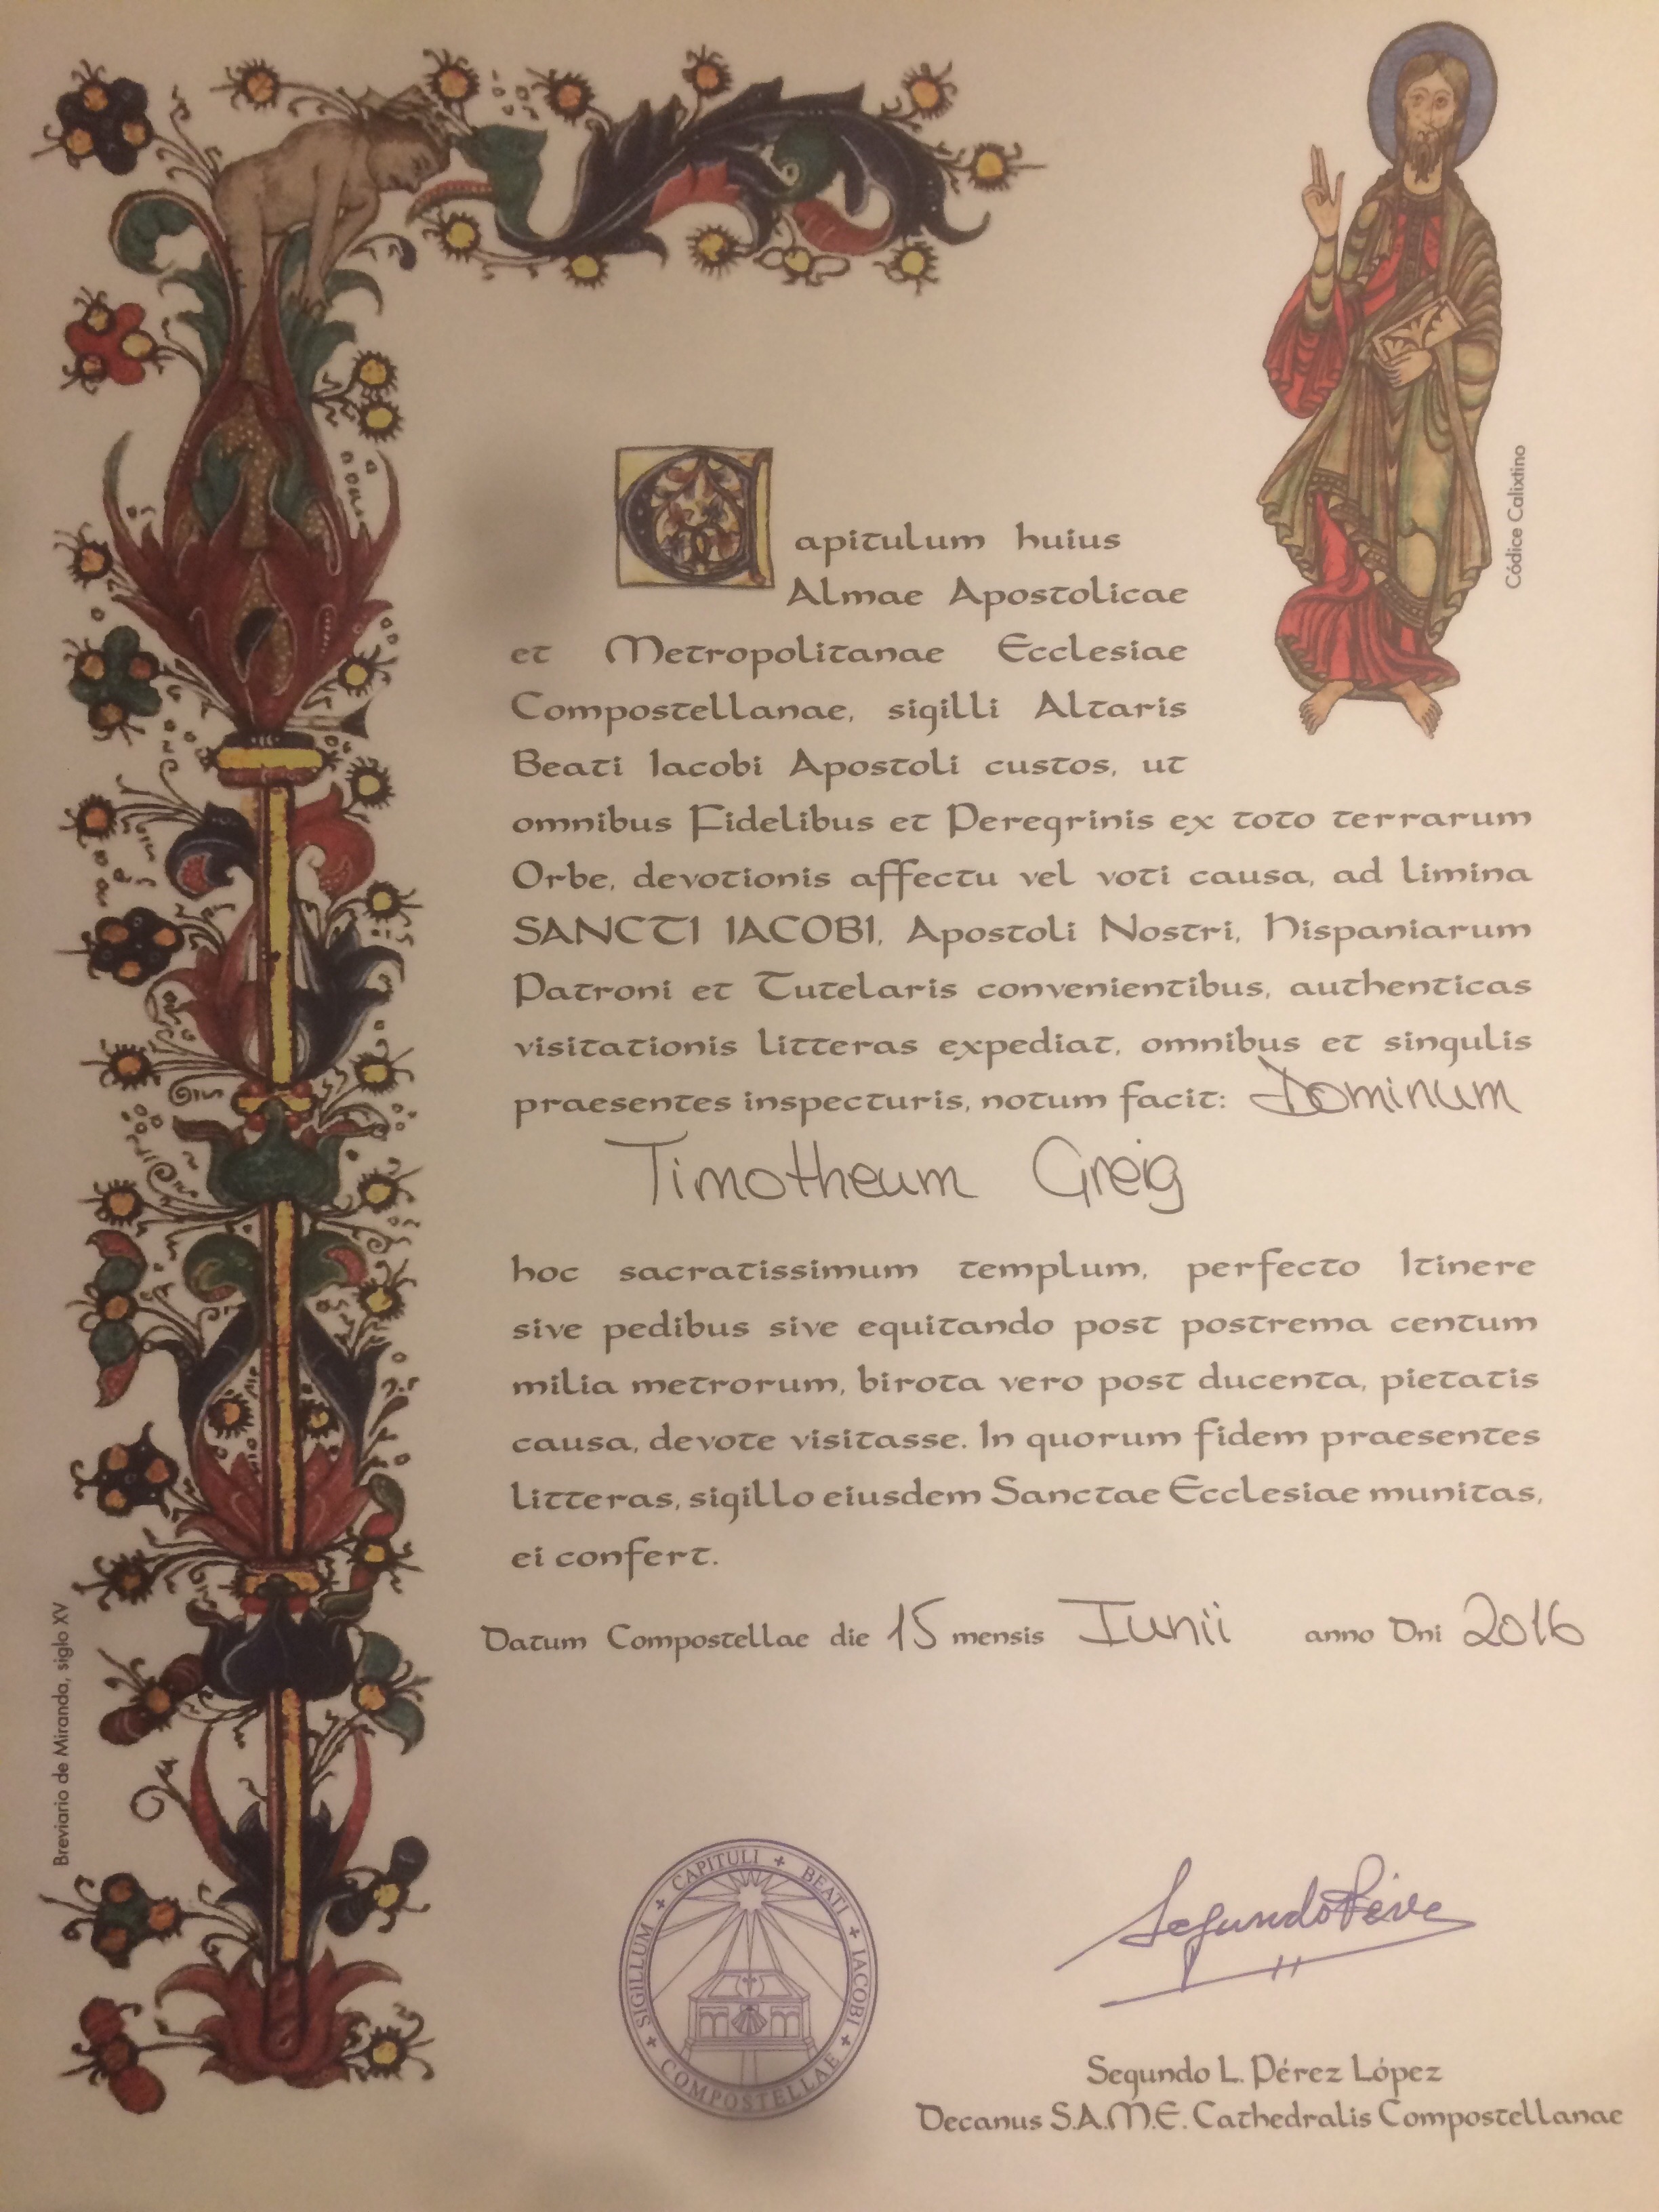 Capitulum huius
Almae Apostolicae
et Metropolitanae Ecclesiae
Compostellanae, sigilli Altaris
Beati Iacobi Apostoli custos, ut
omnibus Fidelibus et Peregrinis ex toto terrarum
Orbe, devotionis affectu vel voti causa, ad limina
SANCTI IACOBI, Apostoli Nostri, Hispaniarum
Patroni et Tutelaris convenientibus, authenticas
visitationis litteras expediat, omnibus et singulis
praesentes inspecturis, notum facit: Dominum
Timotheum Greig
hoc sacratissimum templum, perfecto Itinere
sive pedibus sive equitando post postrema centum
milia metrorum, birota vero post ducenta, pietatis
causa, devote visitasse. In quorum fidem praesentes
litteras, sigillo eiusdem Sanctae Ecclesiae munitas,
ei confert.
Datum Compostellae die 15 mensis Iunii anno Dni 2016
Códice Calixtino
Breviario de Miranda, siglo XV
SIGILLUM + CAPITULI + BEATI + IACOBI + COMPOSTELLAE +
Segundo Pérez
Segundo L. Pérez López
Decanus S.A.M.E. Cathedralis Compostellanae